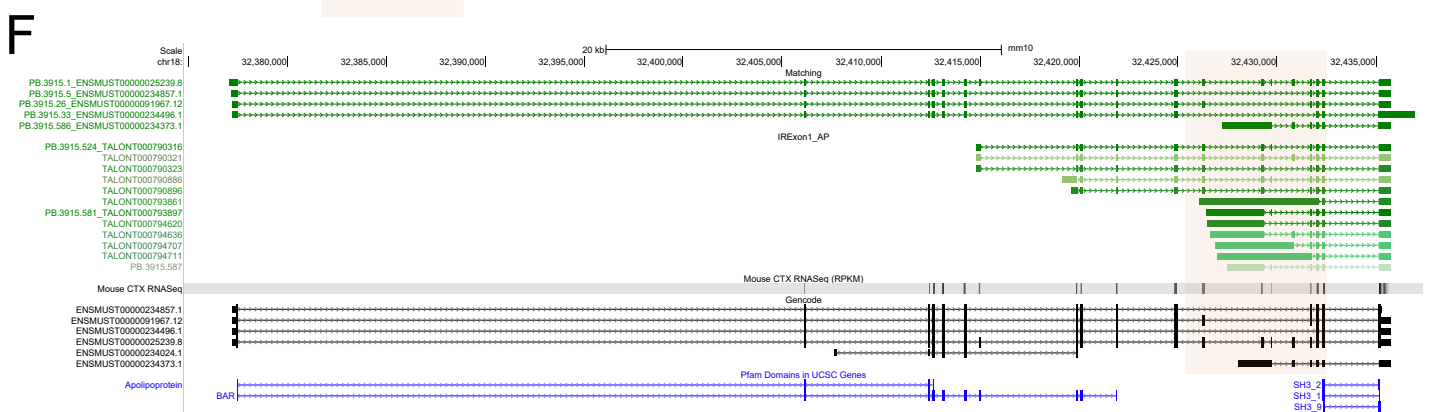 F
Scale 20 kb mm10
chr18: 32,380,000 32,385,000 32,390,000 32,395,000 32,400,000 32,405,000 32,410,000 32,415,000 32,420,000 32,425,000 32,430,000 32,435,000
Matching
PB.3915.1_ENSMUST00000025239.8
PB.3915.5_ENSMUST00000234857.1
PB.3915.26_ENSMUST00000091967.12
PB.3915.33_ENSMUST00000234496.1
PB.3915.586_ENSMUST00000234373.1
IRExon1_AP
PB.3915.524_TALONT000790316
TALONT000790321
TALONT000790323
TALONT000790886
TALONT000790896
TALONT000793861
PB.3915.581_TALONT000793897
TALONT000794620
TALONT000794636
TALONT000794707
TALONT000794711
PB.3915.587
Mouse CTX RNASeq (RPKM)
Mouse CTX RNASeq
Gencode
ENSMUST00000234857.1
ENSMUST00000091967.12
ENSMUST00000234496.1
ENSMUST00000025239.8
ENSMUST00000234024.1
ENSMUST00000234373.1
Pfam Domains in UCSC Genes
Apolipoprotein SH3_2
BAR SH3_1
SH3_9